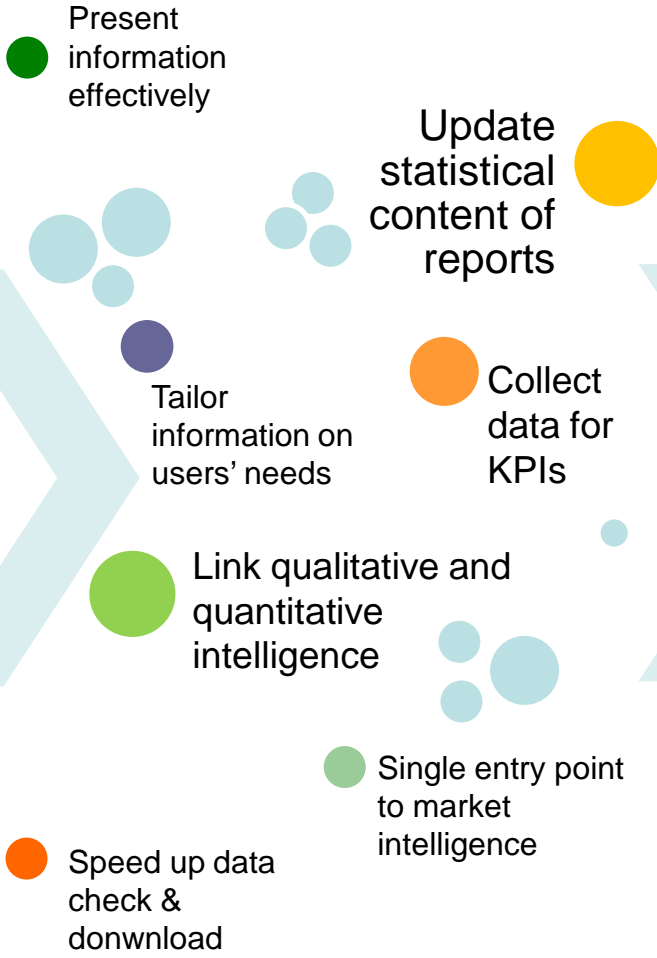 Present
information
effectively
Update
statistical
content of
reports
Tailor
information on
users’ needs
Collect
data for
KPIs
Link qualitative and
quantitative
intelligence
Single entry point
to market
intelligence
Speed up data
check &
donwnload